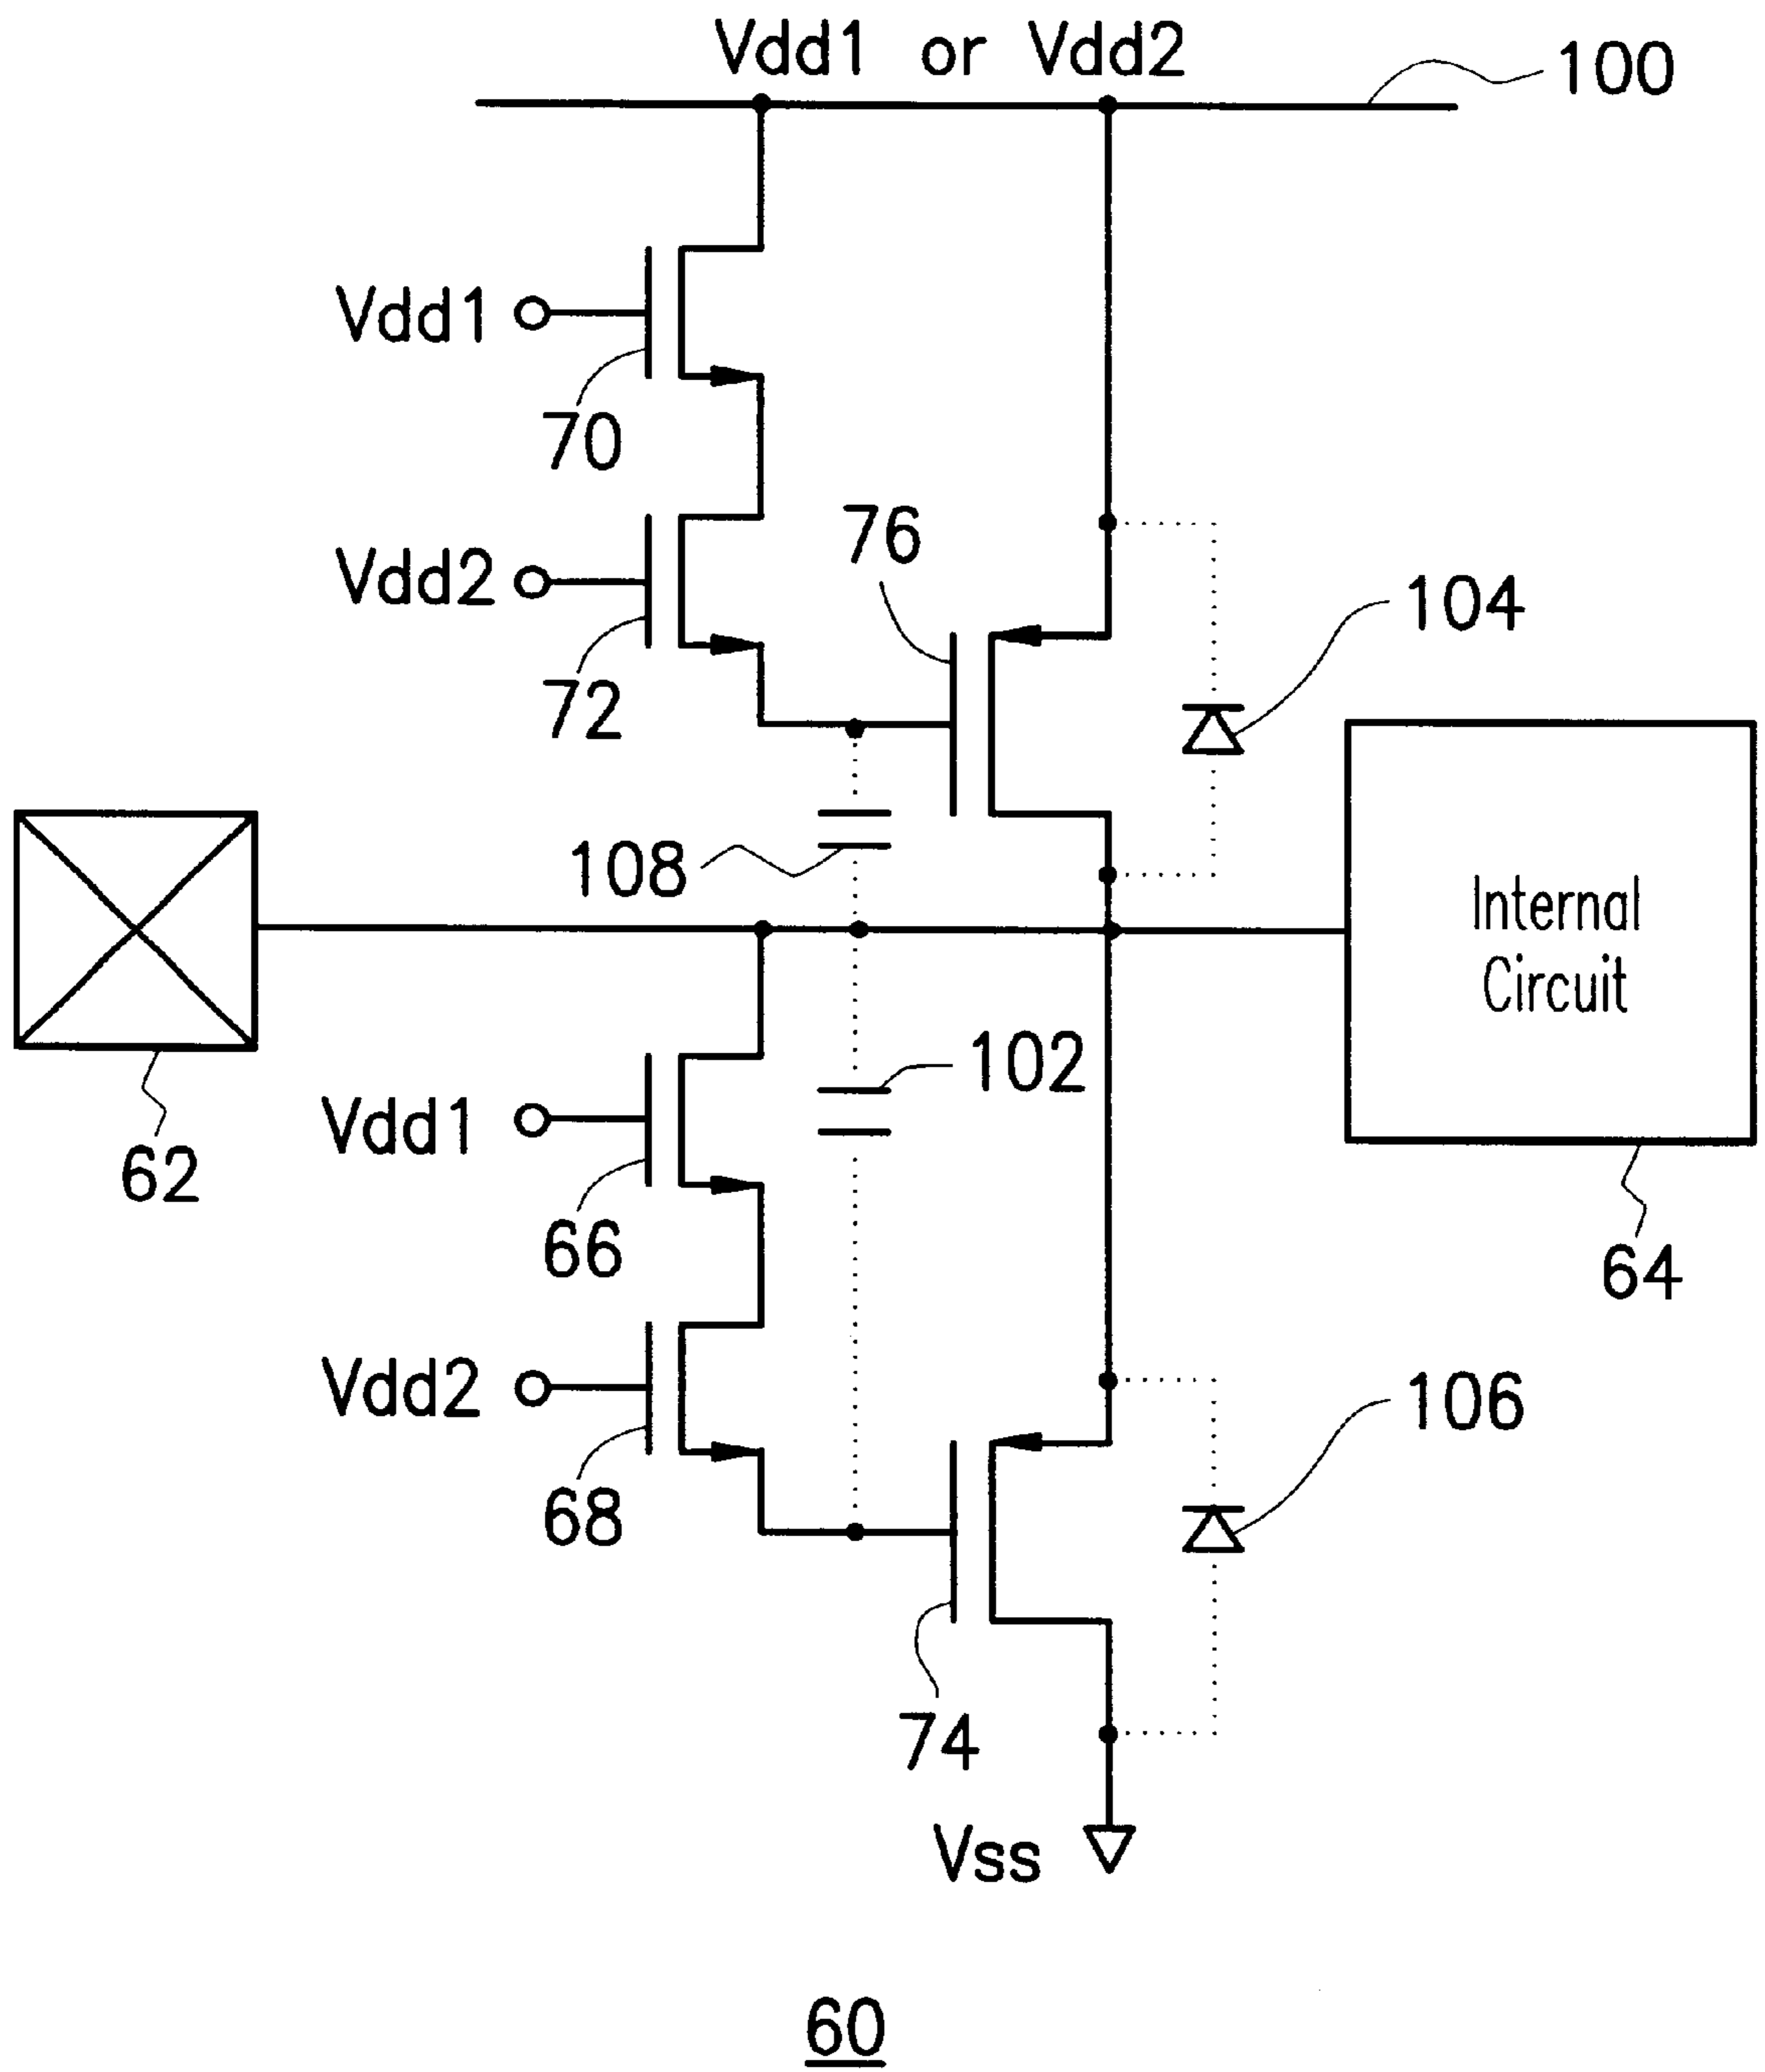 Vdd1 or Vdd2
100
Vdd1
70
Vdd2
76
104
72
108
Internal
Circuit
102
Vdd1
62
66
64
Vdd2
106
68
74
Vss
60